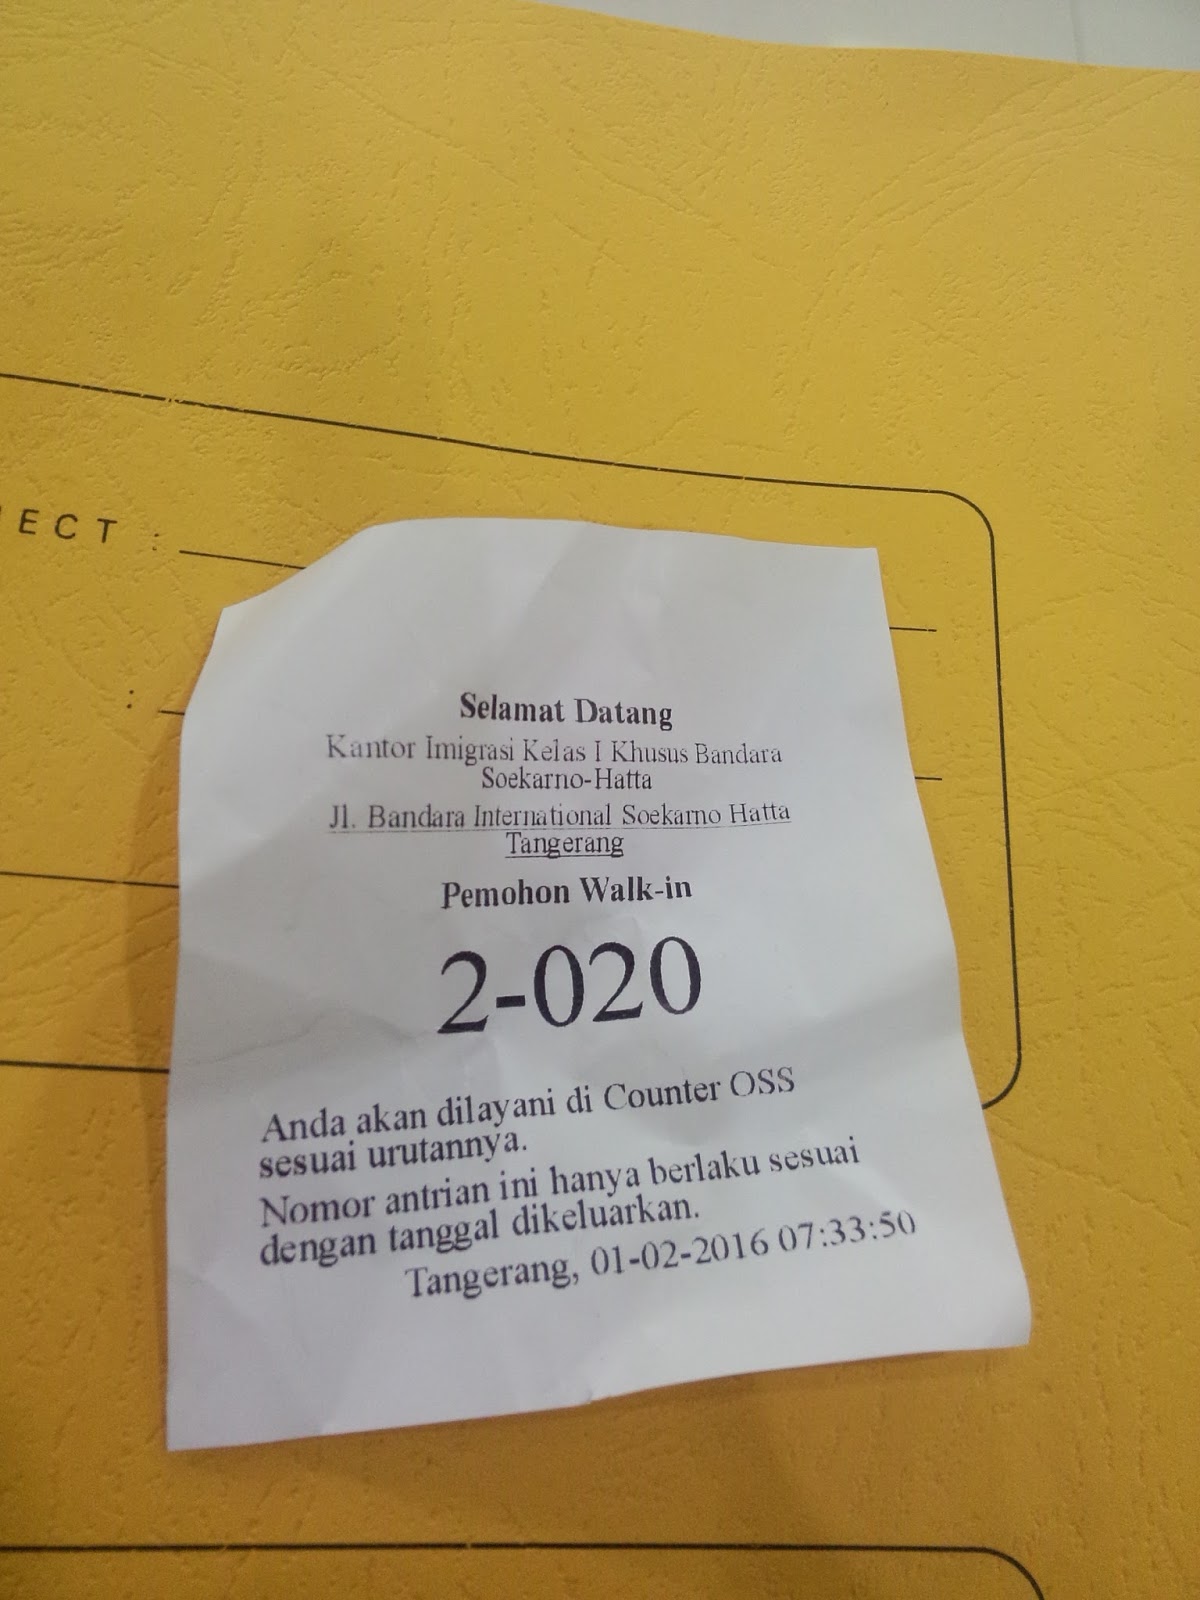 ECT :
:
Selamat Datang
Kantor Imigrasi Kelas I Khusus Bandara
Soekarno-Hatta
Jl. Bandara International Soekarno Hatta
Tangerang
Pemohon Walk-in
2-020
Anda akan dilayani di Counter OSS
sesuai urutannya.
Nomor antrian ini hanya berlaku sesuai
dengan tanggal dikeluarkan.
Tangerang, 01-02-2016 07:33:50